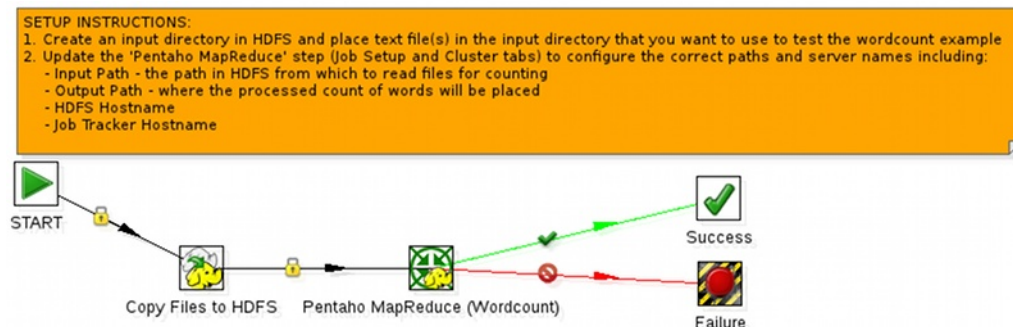 SETUP INSTRUCTIONS:
1. Create an input directory in HDFS and place text file(s) in the input directory that you want to use to test the wordcount example
2. Update the 'Pentaho MapReduce' step (Job Setup and Cluster tabs) to configure the correct paths and server names including:
- Input Path - the path in HDFS from which to read files for counting
- Output Path - where the processed count of words will be placed
- HDFS Hostname
- Job Tracker Hostname
START
Success
Copy Files to HDFS
Pentaho MapReduce (Wordcount)
Failure